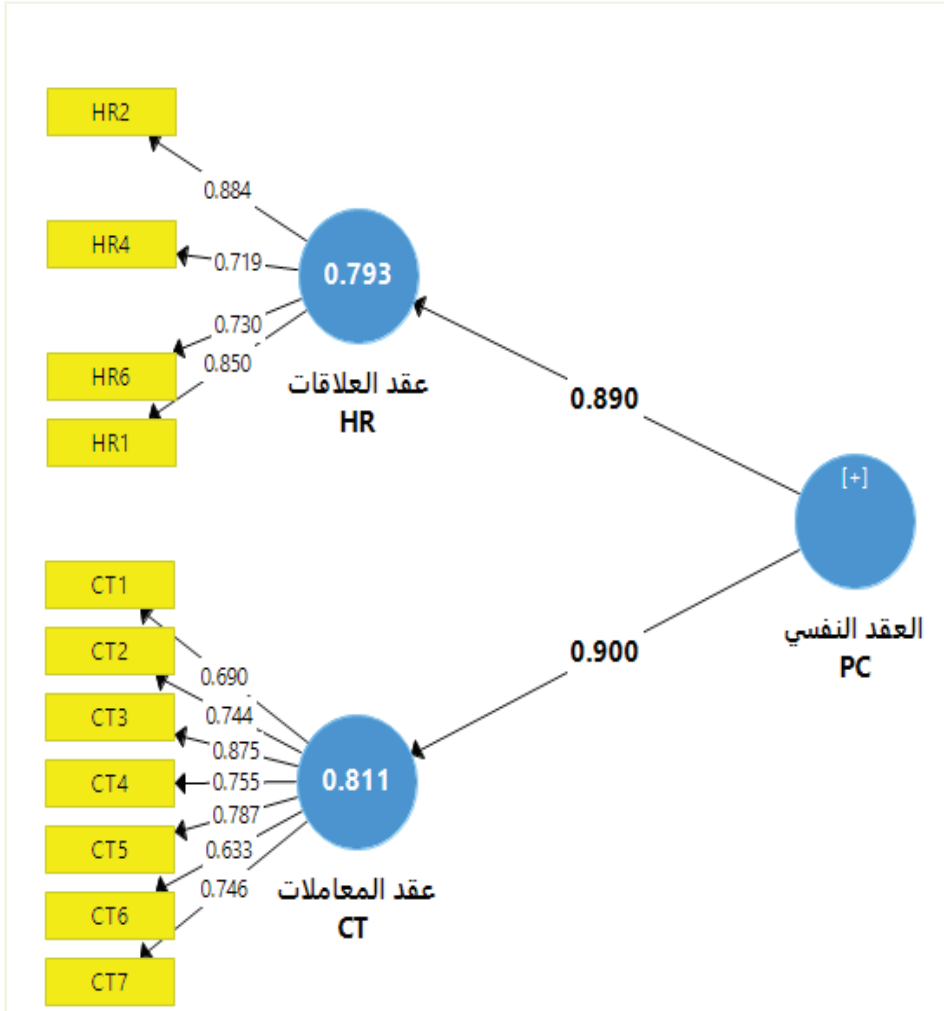 HR2
0.884
HR4
0.719
0.793
0.730
0.850
HR6
عقد العلاقات
HR
HR1
0.890
[+]
العقد النفسي
PC
0.900
CT1
CT2
0.690
0.744
CT3
0.875
CT4
0.755
0.811
0.787
CT5
0.633
0.746
عقد المعاملات
CT
CT6
CT7